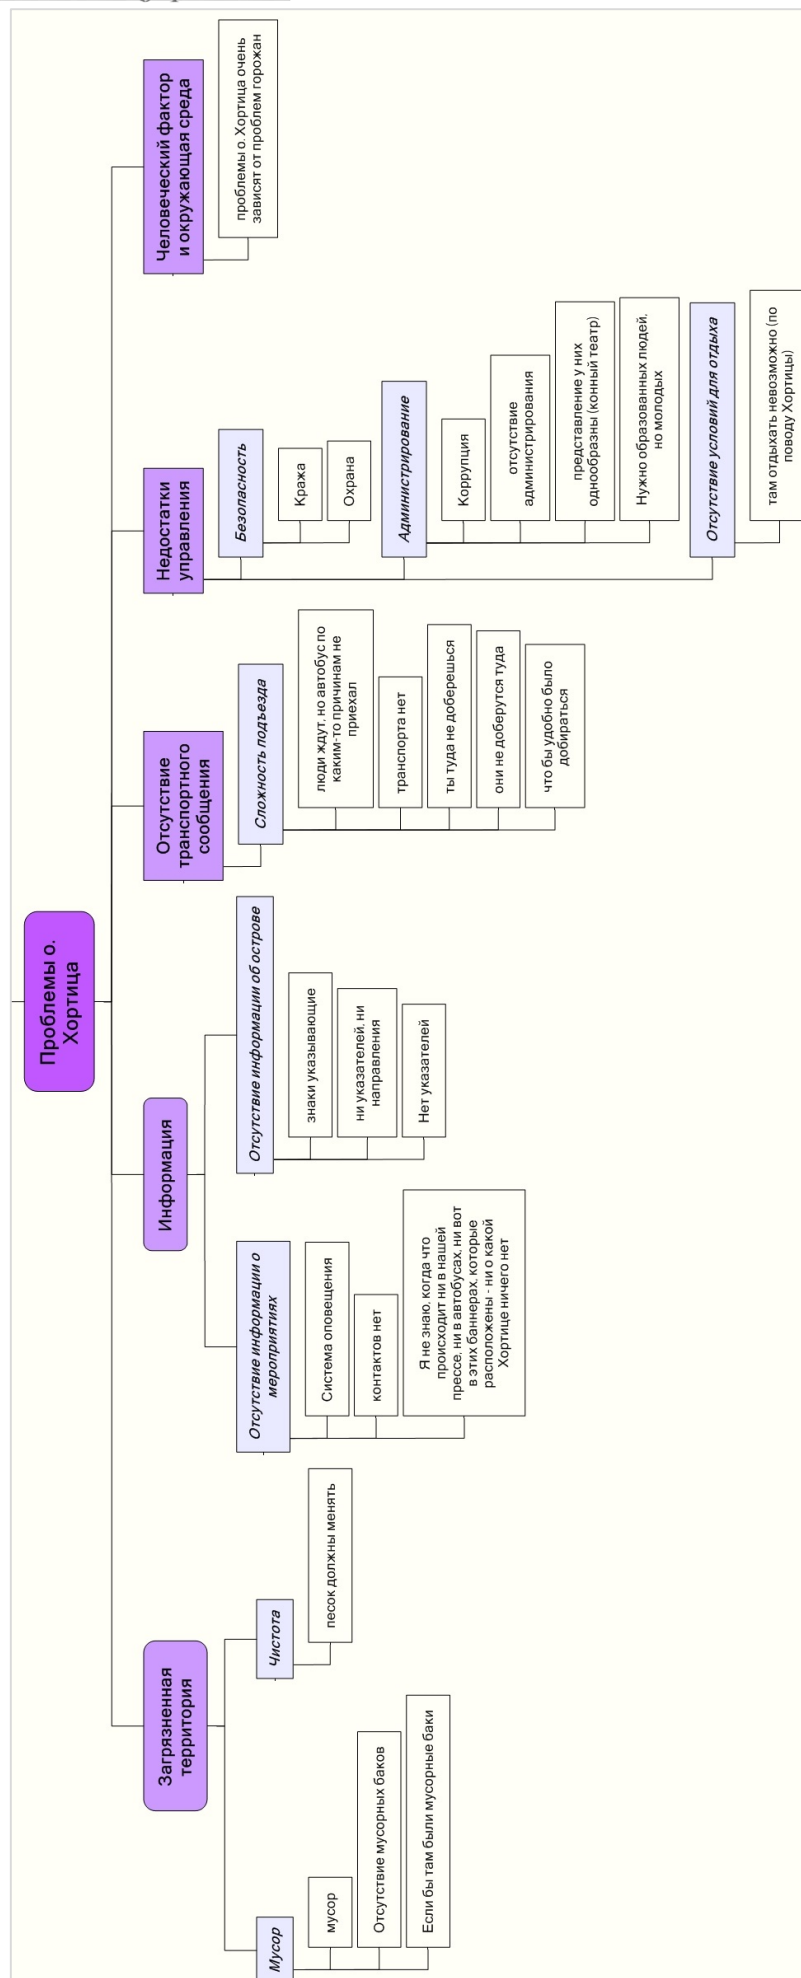 Проблемы о.
Хортица
Загрязненная
территория
Мусор
мусор
Отсутствие мусорных баков
Если бы там были мусорные баки
Чистота
песок должны менять
Информация
Отсутствие информации о
мероприятиях
Система оповещения
контактов нет
Я не знаю, когда что
происходит ни в нашей
прессе, ни в автобусах, ни вот
в этих баннерах, которые
расположены - ни о какой
Хортице ничего нет
Отсутствие информации об острове
знаки указывающие
ни указателей, ни
направления
Нет указателей
Отсутствие
транспортного
сообщения
Сложность подъезда
люди ждут, но автобус по
каким-то причинам не
приехал
транспорта нет
ты туда не доберешься
они не доберутся туда
что бы удобно было
добираться
Недостатки
управления
Безопасность
Кража
Охрана
Администрирование
Коррупция
отсутствие
администрирования
представление у них
однообразны (конный театр)
Нужно образованных людей,
но молодых
Отсутствие условий для отдыха
там отдыхать невозможно (по
поводу Хортицы)
Человеческий фактор
и окружающая среда
проблемы о. Хортица очень
зависят от проблем горожан